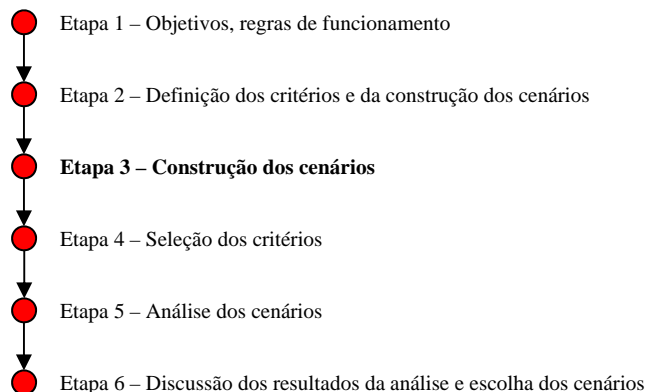 Etapa 1 – Objetivos, regras de funcionamento
Etapa 2 – Definição dos critérios e da construção dos cenários
Etapa 3 – Construção dos cenários
Etapa 4 – Seleção dos critérios
Etapa 5 – Análise dos cenários
Etapa 6 – Discussão dos resultados da análise e escolha dos cenários